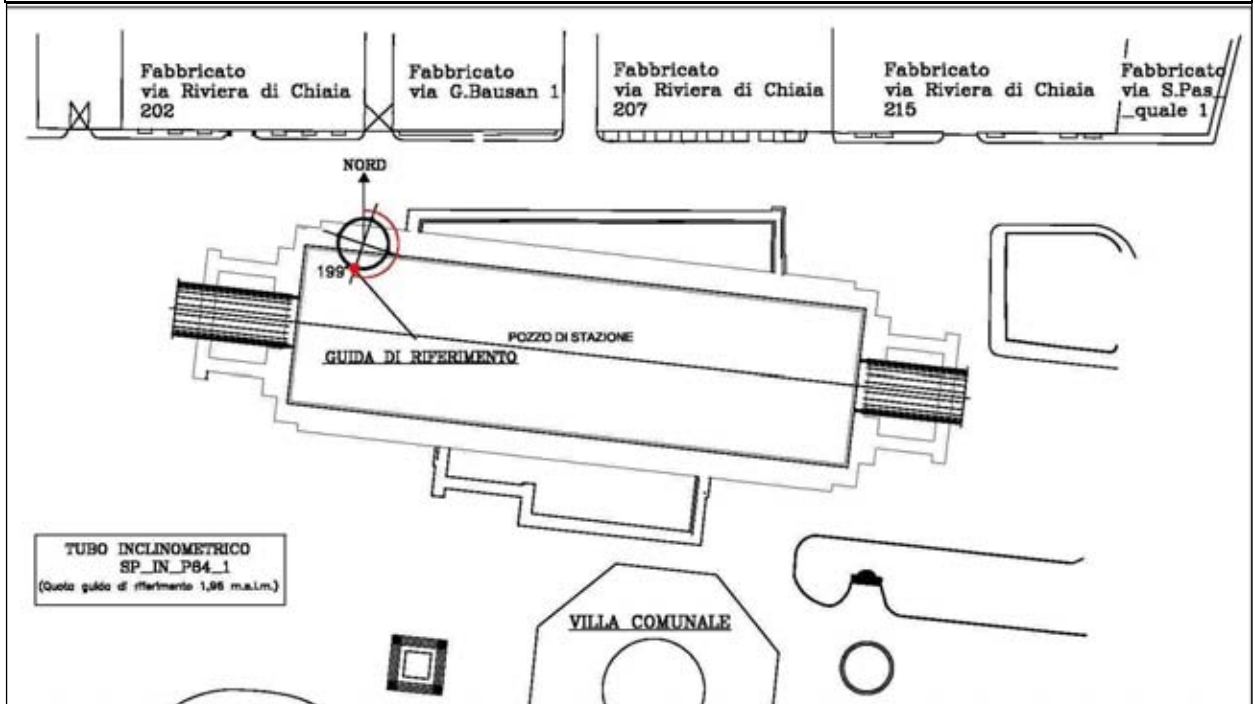 Fabbricato
via Riviera di Chiaia
202
Fabbricato
via G.Bausan 1
Fabbricato
via Riviera di Chiaia
207
Fabbricato
via Riviera di Chiaia
215
Fabbricato
via S.Pas
_quale 1
NORD
199°
POZZO DI STAZIONE
GUIDA DI RIFERIMENTO
TUBO INCLINOMETRICO
SP_IN_P84_1
(Quota guida di riferimento 1,95 m.s.l.m.)
VILLA COMUNALE